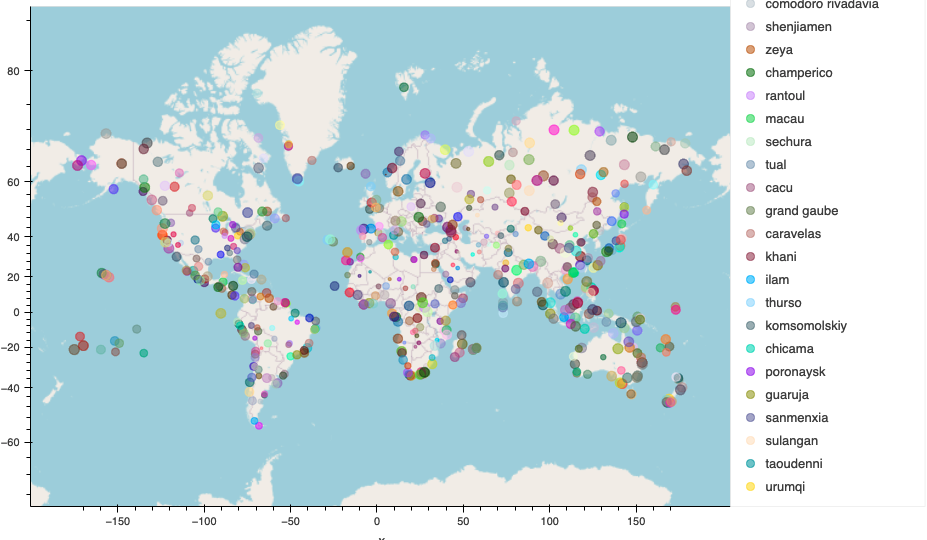 comodoro rivadavia
shenjiamen
zeya
champerico
rantoul
macau
sechura
tual
cacu
grand gaube
caravelas
khani
ilam
thurso
komsomolskiy
chicama
poronaysk
guaruja
sanmenxia
sulangan
taoudenni
urumqi
80
60
40
20
0
−20
−40
−60
−150
−100
−50
0
50
100
150